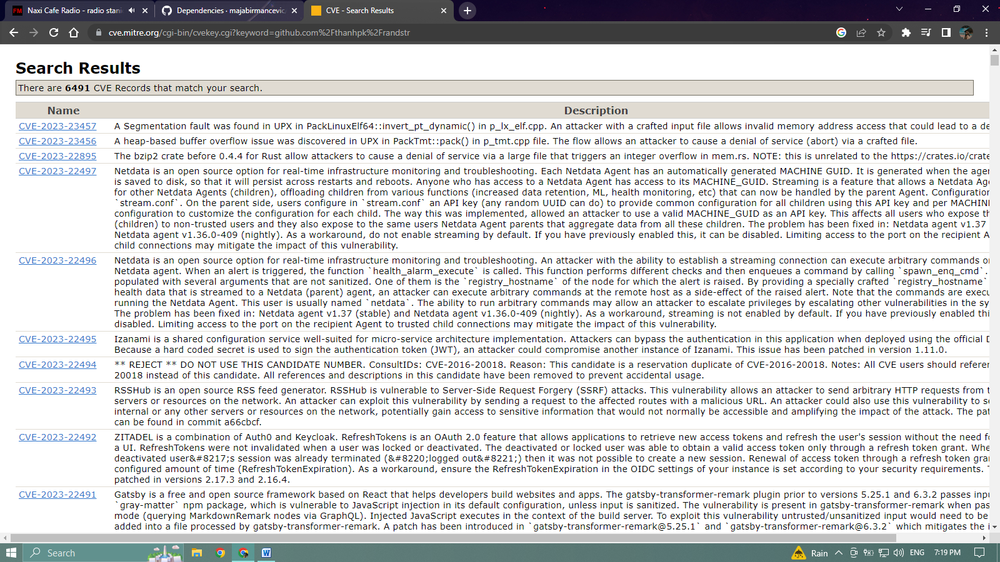 Naxi Cafe Radio - radio stani
Dependencies · majabirmancevic
CVE - Search Results
cve.mitre.org/cgi-bin/cvekey.cgi?keyword=github.com%2Fthanhpk%2Frandstr
Search Results
There are 6491 CVE Records that match your search.
Name Description
CVE-2023-23457 A Segmentation fault was found in UPX in PackLinuxElf64::invert_pt_dynamic() in p_lx_elf.cpp. An attacker with a crafted input file allows invalid memory address access that could lead to a de
CVE-2023-23456 A heap-based buffer overflow issue was discovered in UPX in PackTmt::pack() in p_tmt.cpp file. The flow allows an attacker to cause a denial of service (abort) via a crafted file.
CVE-2023-22895 The bzip2 crate before 0.4.4 for Rust allow attackers to cause a denial of service via a large file that triggers an integer overflow in mem.rs. NOTE: this is unrelated to the https://crates.io/crate
CVE-2023-22497 Netdata is an open source option for real-time infrastructure monitoring and troubleshooting. Each Netdata Agent has an automatically generated MACHINE GUID. It is generated when the agen
is saved to disk, so that it will persist across restarts and reboots. Anyone who has access to a Netdata Agent has access to its MACHINE_GUID. Streaming is a feature that allows a Netdata Age
for other Netdata Agents (children), offloading children from various functions (increased data retention, ML, health monitoring, etc) that can now be handled by the parent Agent. Configuration
`stream.conf`. On the parent side, users configure in `stream.conf` an API key (any random UUID can do) to provide common configuration for all children using this API key and per MACHIN
configuration to customize the configuration for each child. The way this was implemented, allowed an attacker to use a valid MACHINE_GUID as an API key. This affects all users who expose th
(children) to non-trusted users and they also expose to the same users Netdata Agent parents that aggregate data from all these children. The problem has been fixed in: Netdata agent v1.37
Netdata agent v1.36.0-409 (nightly). As a workaround, do not enable streaming by default. If you have previously enabled this, it can be disabled. Limiting access to the port on the recipient A
child connections may mitigate the impact of this vulnerability.
CVE-2023-22496 Netdata is an open source option for real-time infrastructure monitoring and troubleshooting. An attacker with the ability to establish a streaming connection can execute arbitrary commands o
Netdata agent. When an alert is triggered, the function `health_alarm_execute` is called. This function performs different checks and then enqueues a command by calling `spawn_enq_cmd`.
populated with several arguments that are not sanitized. One of them is the `registry_hostname` of the node for which the alert is raised. By providing a specially crafted `registry_hostname`
health data that is streamed to a Netdata (parent) agent, an attacker can execute arbitrary commands at the remote host as a side-effect of the raised alert. Note that the commands are execu
running the Netdata Agent. This user is usually named `netdata`. The ability to run arbitrary commands may allow an attacker to escalate privileges by escalating other vulnerabilities in the sy
The problem has been fixed in: Netdata agent v1.37 (stable) and Netdata agent v1.36.0-409 (nightly). As a workaround, streaming is not enabled by default. If you have previously enabled thi
disabled. Limiting access to the port on the recipient Agent to trusted child connections may mitigate the impact of this vulnerability.
CVE-2023-22495 Izanami is a shared configuration service well-suited for micro-service architecture implementation. Attackers can bypass the authentication in this application when deployed using the official D
Because a hard coded secret is used to sign the authentication token (JWT), an attacker could compromise another instance of Izanami. This issue has been patched in version 1.11.0.
CVE-2023-22494 ** REJECT ** DO NOT USE THIS CANDIDATE NUMBER. ConsultIDs: CVE-2016-20018. Reason: This candidate is a reservation duplicate of CVE-2016-20018. Notes: All CVE users should referen
20018 instead of this candidate. All references and descriptions in this candidate have been removed to prevent accidental usage.
CVE-2023-22493 RSSHub is an open source RSS feed generator. RSSHub is vulnerable to Server-Side Request Forgery (SSRF) attacks. This vulnerability allows an attacker to send arbitrary HTTP requests from t
servers or resources on the network. An attacker can exploit this vulnerability by sending a request to the affected routes with a malicious URL. An attacker could also use this vulnerability to se
internal or any other servers or resources on the network, potentially gain access to sensitive information that would not normally be accessible and amplifying the impact of the attack. The pat
can be found in commit a66cbcf.
CVE-2023-22492 ZITADEL is a combination of Auth0 and Keycloak. RefreshTokens is an OAuth 2.0 feature that allows applications to retrieve new access tokens and refresh the user's session without the need fo
a UI. RefreshTokens were not invalidated when a user was locked or deactivated. The deactivated or locked user was able to obtain a valid access token only through a refresh token grant. Whe
deactivated user&#8217;s session was already terminated (&#8220;logged out&#8221;) then it was not possible to create a new session. Renewal of access token through a refresh token gra
configured amount of time (RefreshTokenExpiration). As a workaround, ensure the RefreshTokenExpiration in the OIDC settings of your instance is set according to your security requirements. T
patched in versions 2.17.3 and 2.16.4.
CVE-2023-22491 Gatsby is a free and open source framework based on React that helps developers build websites and apps. The gatsby-transformer-remark plugin prior to versions 5.25.1 and 6.3.2 passes inpu
`gray-matter` npm package, which is vulnerable to JavaScript injection in its default configuration, unless input is sanitized. The vulnerability is present in gatsby-transformer-remark when pas
mode (querying MarkdownRemark nodes via GraphQL). Injected JavaScript executes in the context of the build server. To exploit this vulnerability untrusted/unsanitized input would need to be
added into a file processed by gatsby-transformer-remark. A patch has been introduced in `gatsby-transformer-remark@5.25.1` and `gatsby-transformer-remark@6.3.2` which mitigates the i
Search
Rain
ENG
7:19 PM